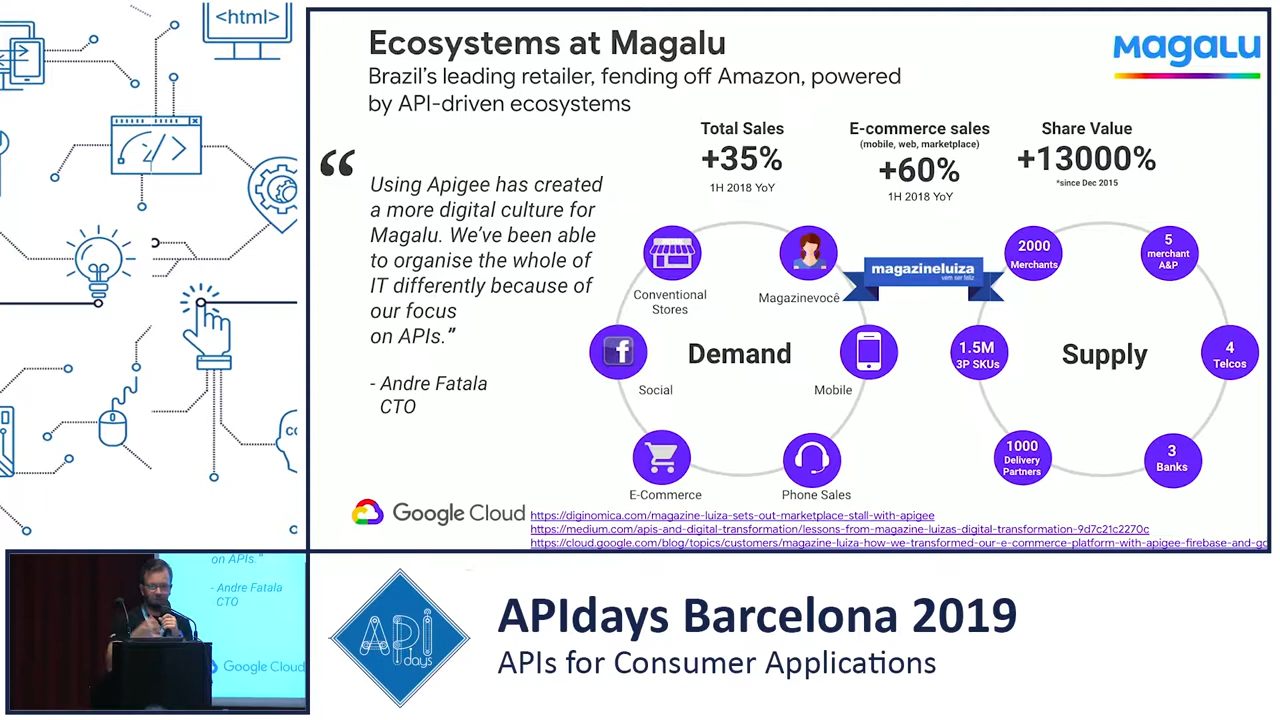 <html>
</>
CO
Ecosystems at Magalu
Brazil's leading retailer, fending off Amazon, powered
by API-driven ecosystems
MAGALU
Total Sales
+35%
1H 2018 YoY
E-commerce sales
(mobile, web, marketplace)
+60%
1H 2018 YoY
Share Value
+13000%
*since Dec 2015
“
Using Apigee has created
a more digital culture for
Magalu. We've been able
to organise the whole of
IT differently because of
our focus
on APIs.”
- Andre Fatala
CTO
Conventional
Stores
Magazinevocê
f
Social
Demand
Mobile
E-Commerce
Phone Sales
magazineluiza
vem ser feliz
2000
Merchants
5
merchant
A&P
1.5M
3P SKUs
Supply
4
Telcos
1000
Delivery
Partners
3
Banks
Google Cloud
https://diginomica.com/magazine-luiza-sets-out-marketplace-stall-with-apigee
https://medium.com/apis-and-digital-transformation/lessons-from-magazine-luizas-digital-transformation-9d7c21c2270c
https://cloud.google.com/blog/topics/customers/magazine-luiza-how-we-transformed-our-e-commerce-platform-with-apigee-firebase-and-go
on APIs."
- Andre Fatala
CTO
Google Cloud
API
days
APIdays Barcelona 2019
APIs for Consumer Applications